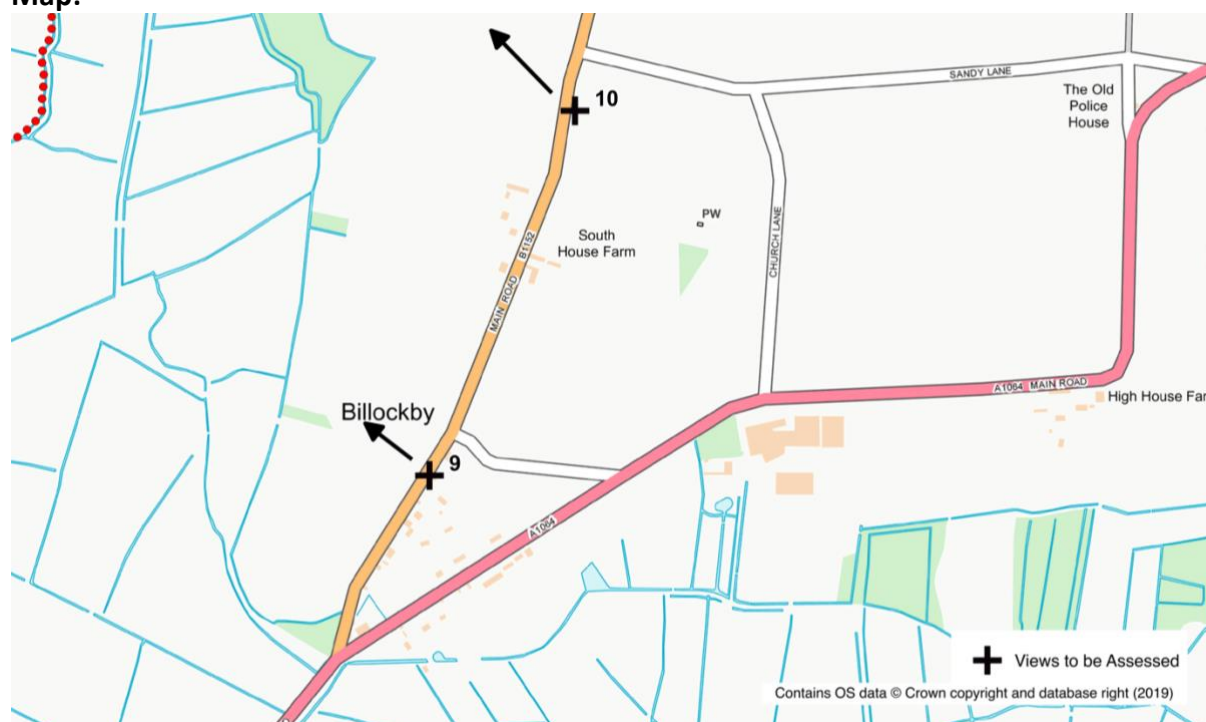 Map:
10
SANDY LANE
The Old
Police
House
PW
South
House Farm
CHURCH LANE
MAIN ROAD B1152
A1064 MAIN ROAD
High House Far
Billockby
9
A1064
Views to be Assessed
Contains OS data © Crown copyright and database right (2019)